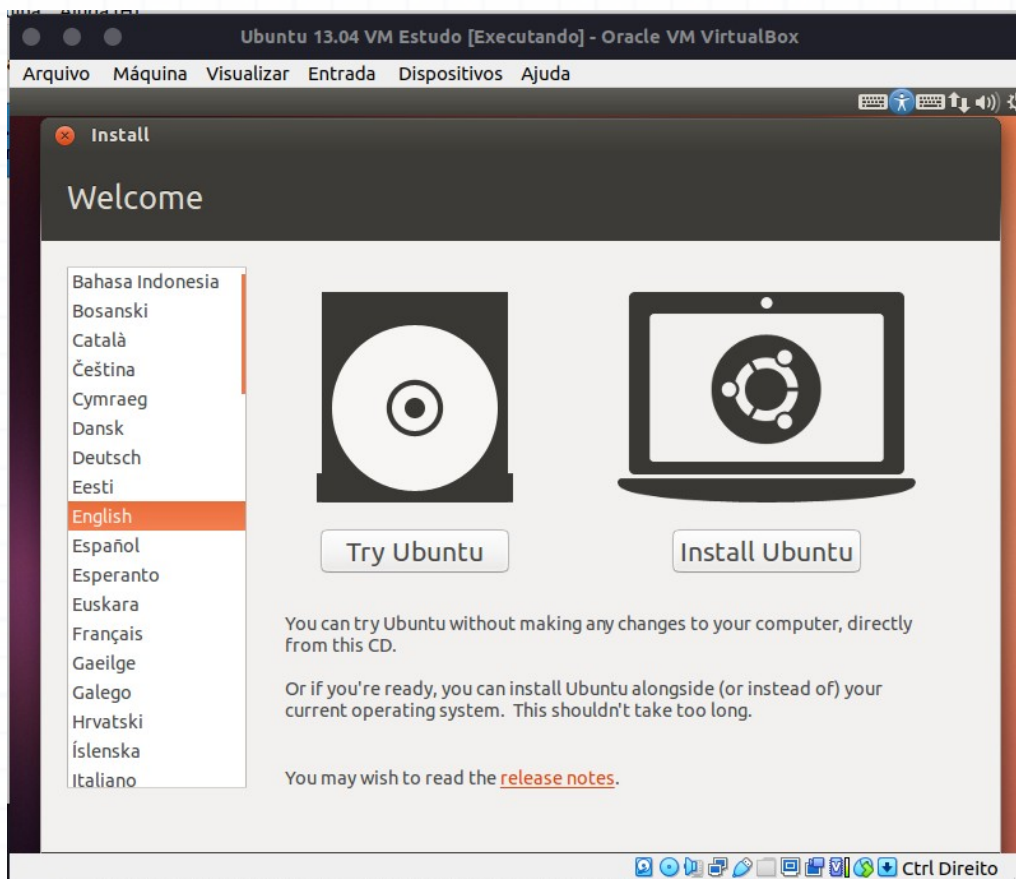 Ubuntu 13.04 VM Estudo [Executando] - Oracle VM VirtualBox
Arquivo Máquina Visualizar Entrada Dispositivos Ajuda
Install
Welcome
Bahasa Indonesia
Bosanski
Català
Čeština
Cymraeg
Dansk
Deutsch
Eesti
English
Español
Esperanto
Euskara
Français
Gaeilge
Galego
Hrvatski
Íslenska
Italiano
Try Ubuntu
Install Ubuntu
You can try Ubuntu without making any changes to your computer, directly
from this CD.
Or if you're ready, you can install Ubuntu alongside (or instead of) your
current operating system. This shouldn't take too long.
You may wish to read the release notes.
Ctrl Direito